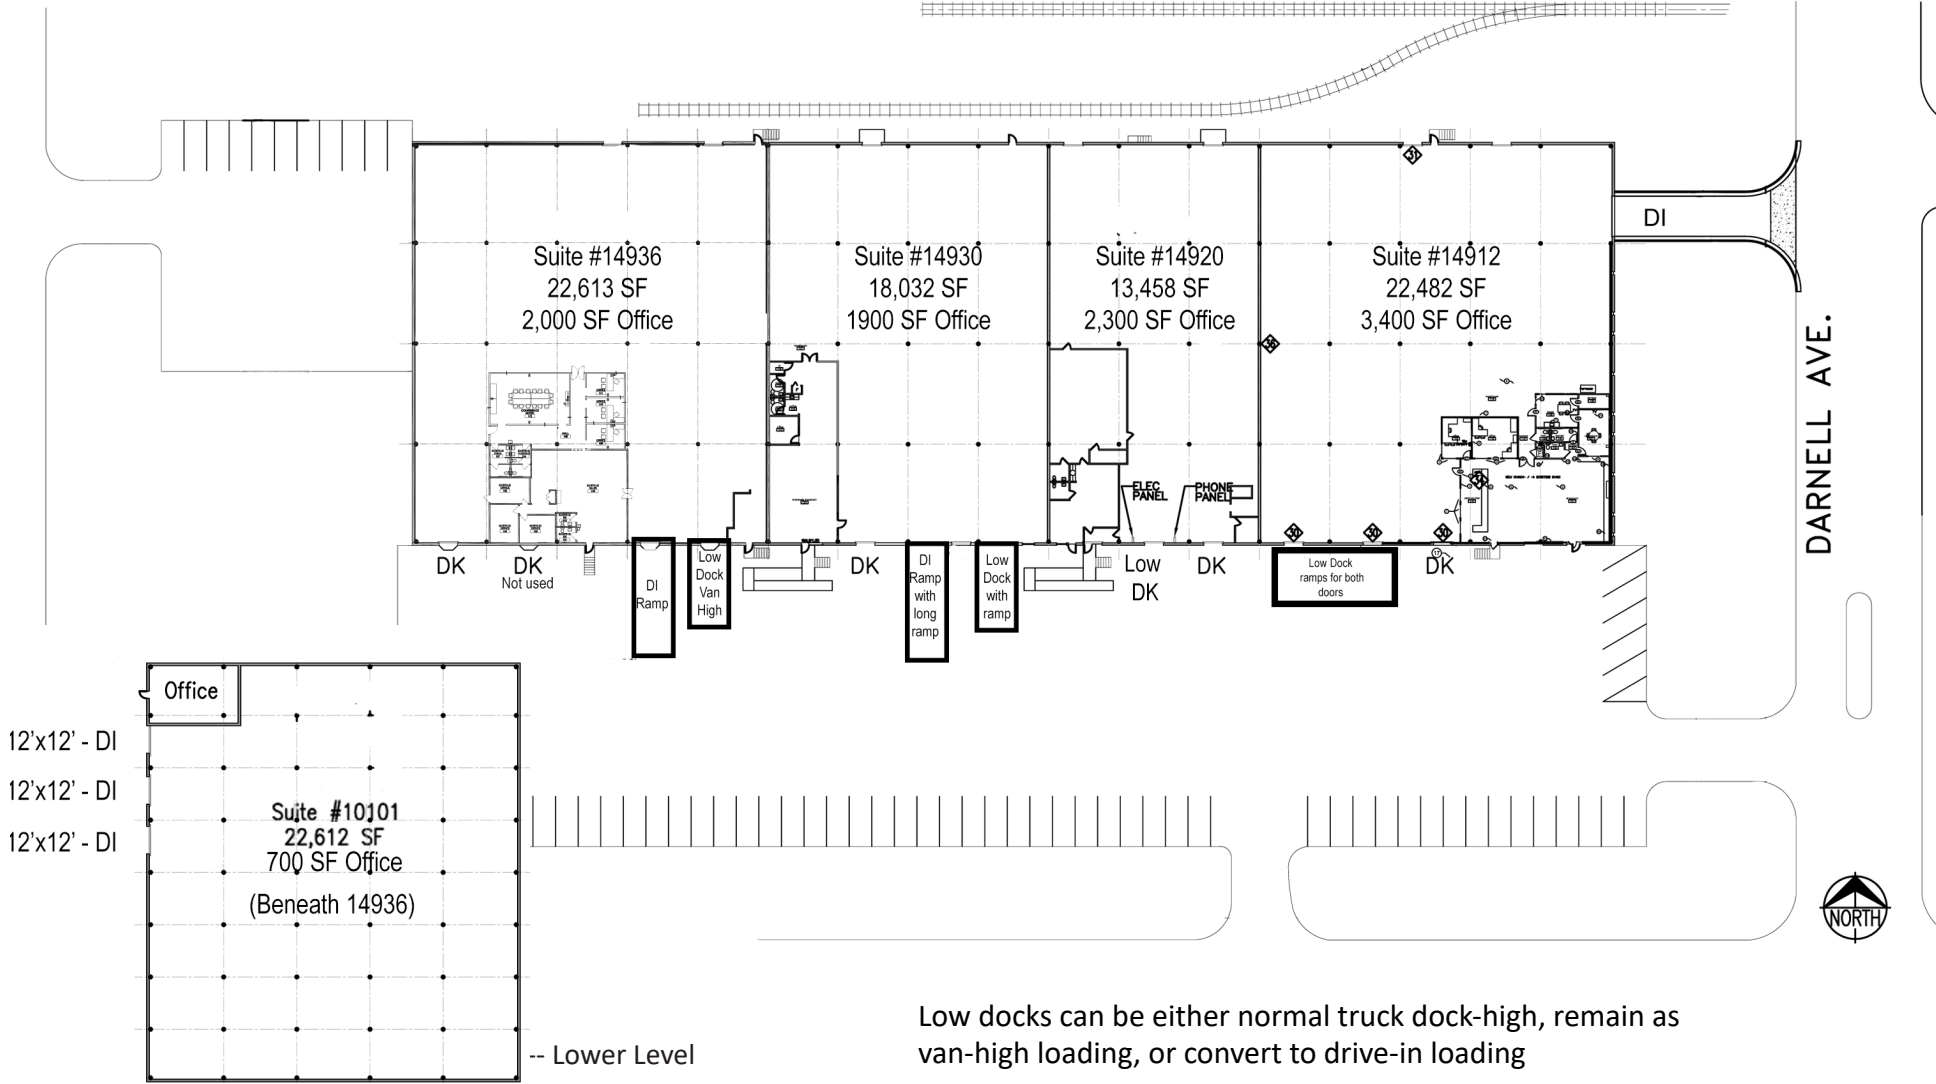 DI
Suite #14936
22,613 SF
2,000 SF Office
Suite #14930
18,032 SF
1900 SF Office
Suite #14920
13,458 SF
2,300 SF Office
Suite #14912
22,482 SF
3,400 SF Office
DARNELL AVE.
ELEC
PANEL
PHONE
PANEL
DK
DK
Not used
DI
Ramp
Low
Dock
Van
High
DK
DI
Ramp
with
long
ramp
Low
Dock
with
ramp
Low
DK
DK
Low Dock
ramps for both
doors
DK
Office
12'x12' - DI
12'x12' - DI
12'x12' - DI
Suite #10101
22,612 SF
700 SF Office
(Beneath 14936)
-- Lower Level
NORTH
Low docks can be either normal truck dock-high, remain as
van-high loading, or convert to drive-in loading